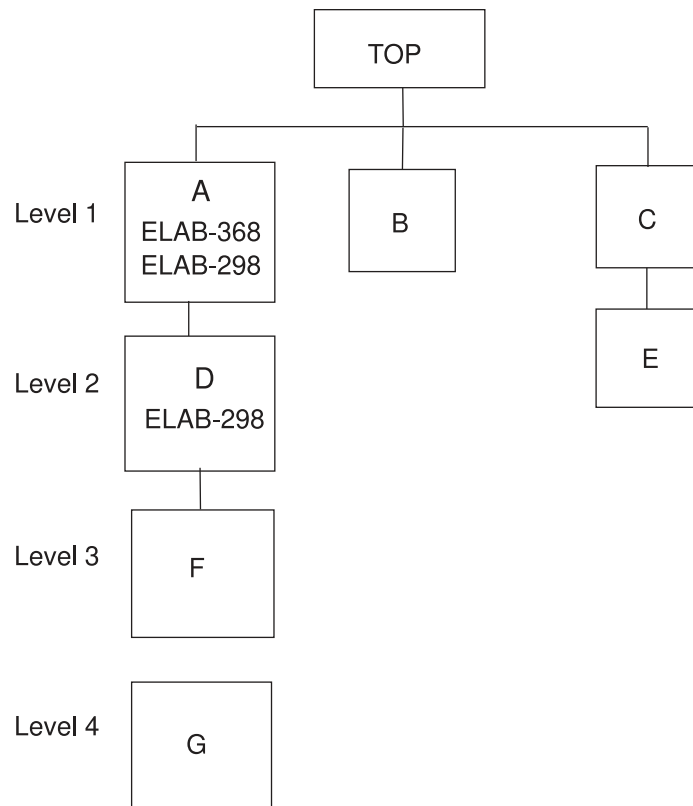 TOP
Level 1
A
ELAB-368
ELAB-298
B
C
Level 2
D
ELAB-298
E
Level 3
F
Level 4
G